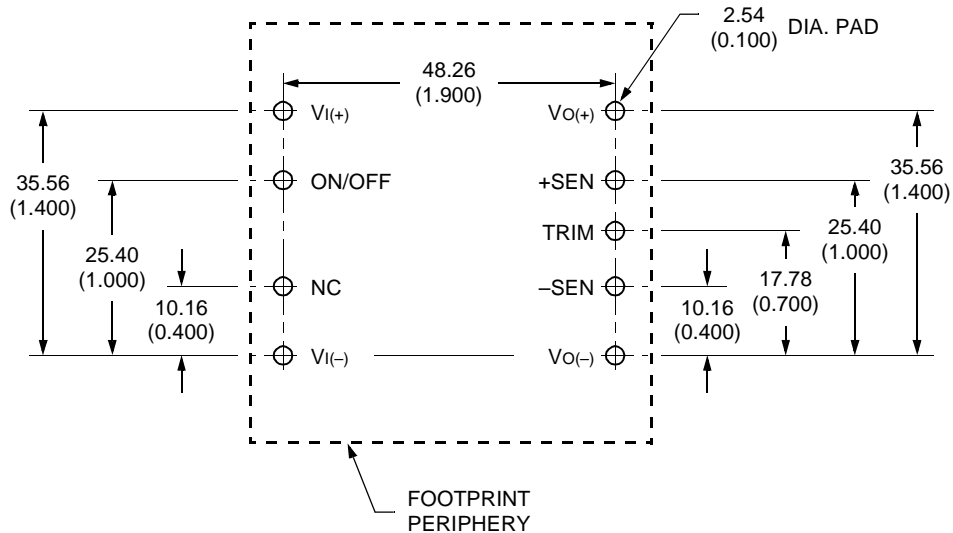 2.54
(0.100) DIA. PAD
48.26
(1.900)
VI(+)
VO(+)
35.56
(1.400)
ON/OFF
+SEN
35.56
(1.400)
25.40
(1.000)
TRIM
25.40
(1.000)
10.16
(0.400)
NC
–SEN
10.16
(0.400)
17.78
(0.700)
VI(–)
VO(–)
FOOTPRINT
PERIPHERY